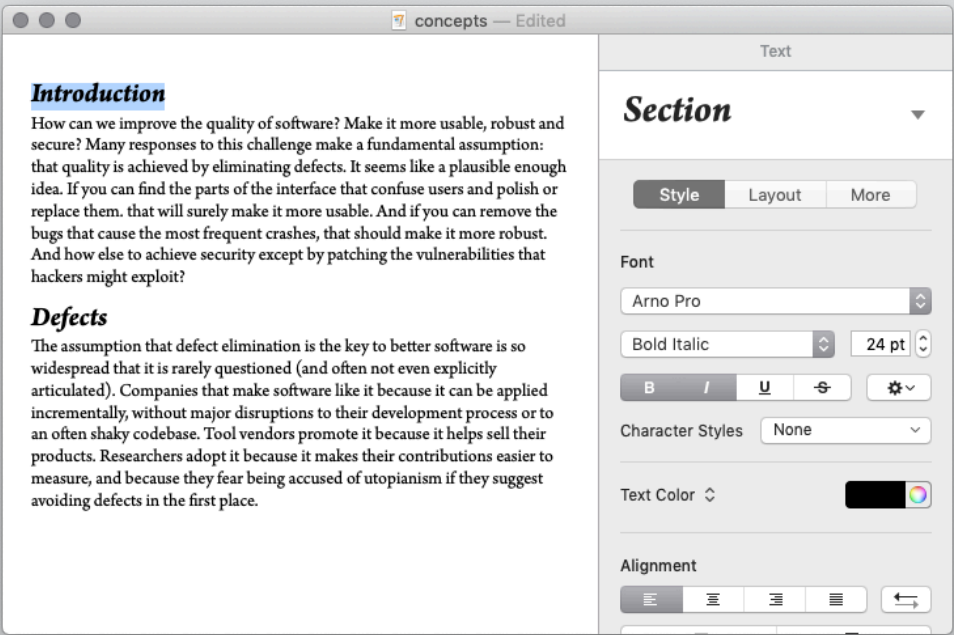 concepts — Edited
Introduction
How can we improve the quality of software? Make it more usable, robust and
secure? Many responses to this challenge make a fundamental assumption:
that quality is achieved by eliminating defects. It seems like a plausible enough
idea. If you can find the parts of the interface that confuse users and polish or
replace them. that will surely make it more usable. And if you can remove the
bugs that cause the most frequent crashes, that should make it more robust.
And how else to achieve security except by patching the vulnerabilities that
hackers might exploit?
Defects
The assumption that defect elimination is the key to better software is so
widespread that it is rarely questioned (and often not even explicitly
articulated). Companies that make software like it because it can be applied
incrementally, without major disruptions to their development process or to
an often shaky codebase. Tool vendors promote it because it helps sell their
products. Researchers adopt it because it makes their contributions easier to
measure, and because they fear being accused of utopianism if they suggest
avoiding defects in the first place.
Text
Section
Style Layout More
Font
Arno Pro
Bold Italic 24 pt
B I U S
Character Styles None
Text Color
Alignment